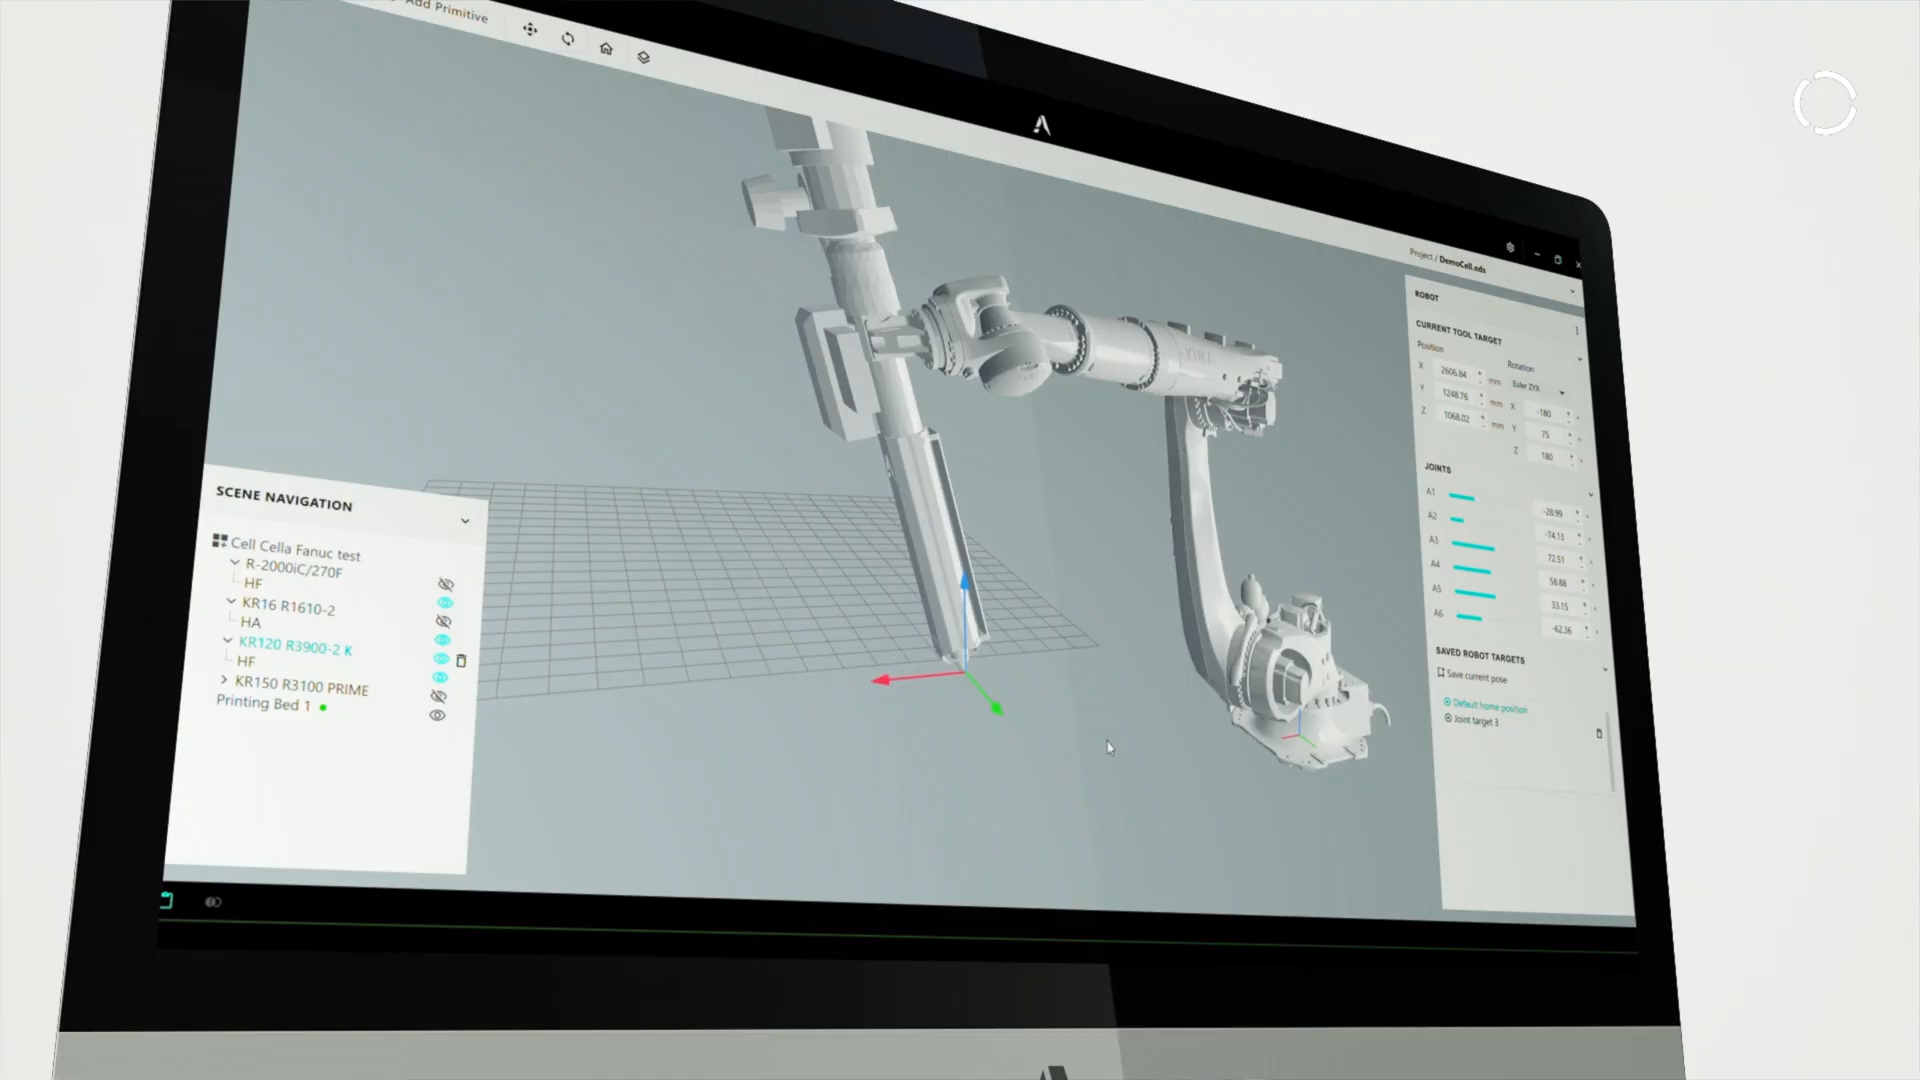 Add Primitive
Project / DemoCell.eds
SCENE NAVIGATION
Cell Cella Fanuc test
R-2000iC/270F
HF
KR16 R1610-2
HA
KR120 R3900-2 K
HF
KR150 R3100 PRIME
Printing Bed 1
ROBOT
CURRENT TOOL TARGET
Position
Rotation
Euler ZYX
X 2606.84 mm
Y 1248.76 mm
Z 1068.02 mm
X -180
Y 75
Z 180
JOINTS
A1 -28.99
A2 -74.13
A3 72.51
A4 58.88
A5 33.15
A6 -62.36
SAVED ROBOT TARGETS
Save current pose
Default home position
Joint target 3